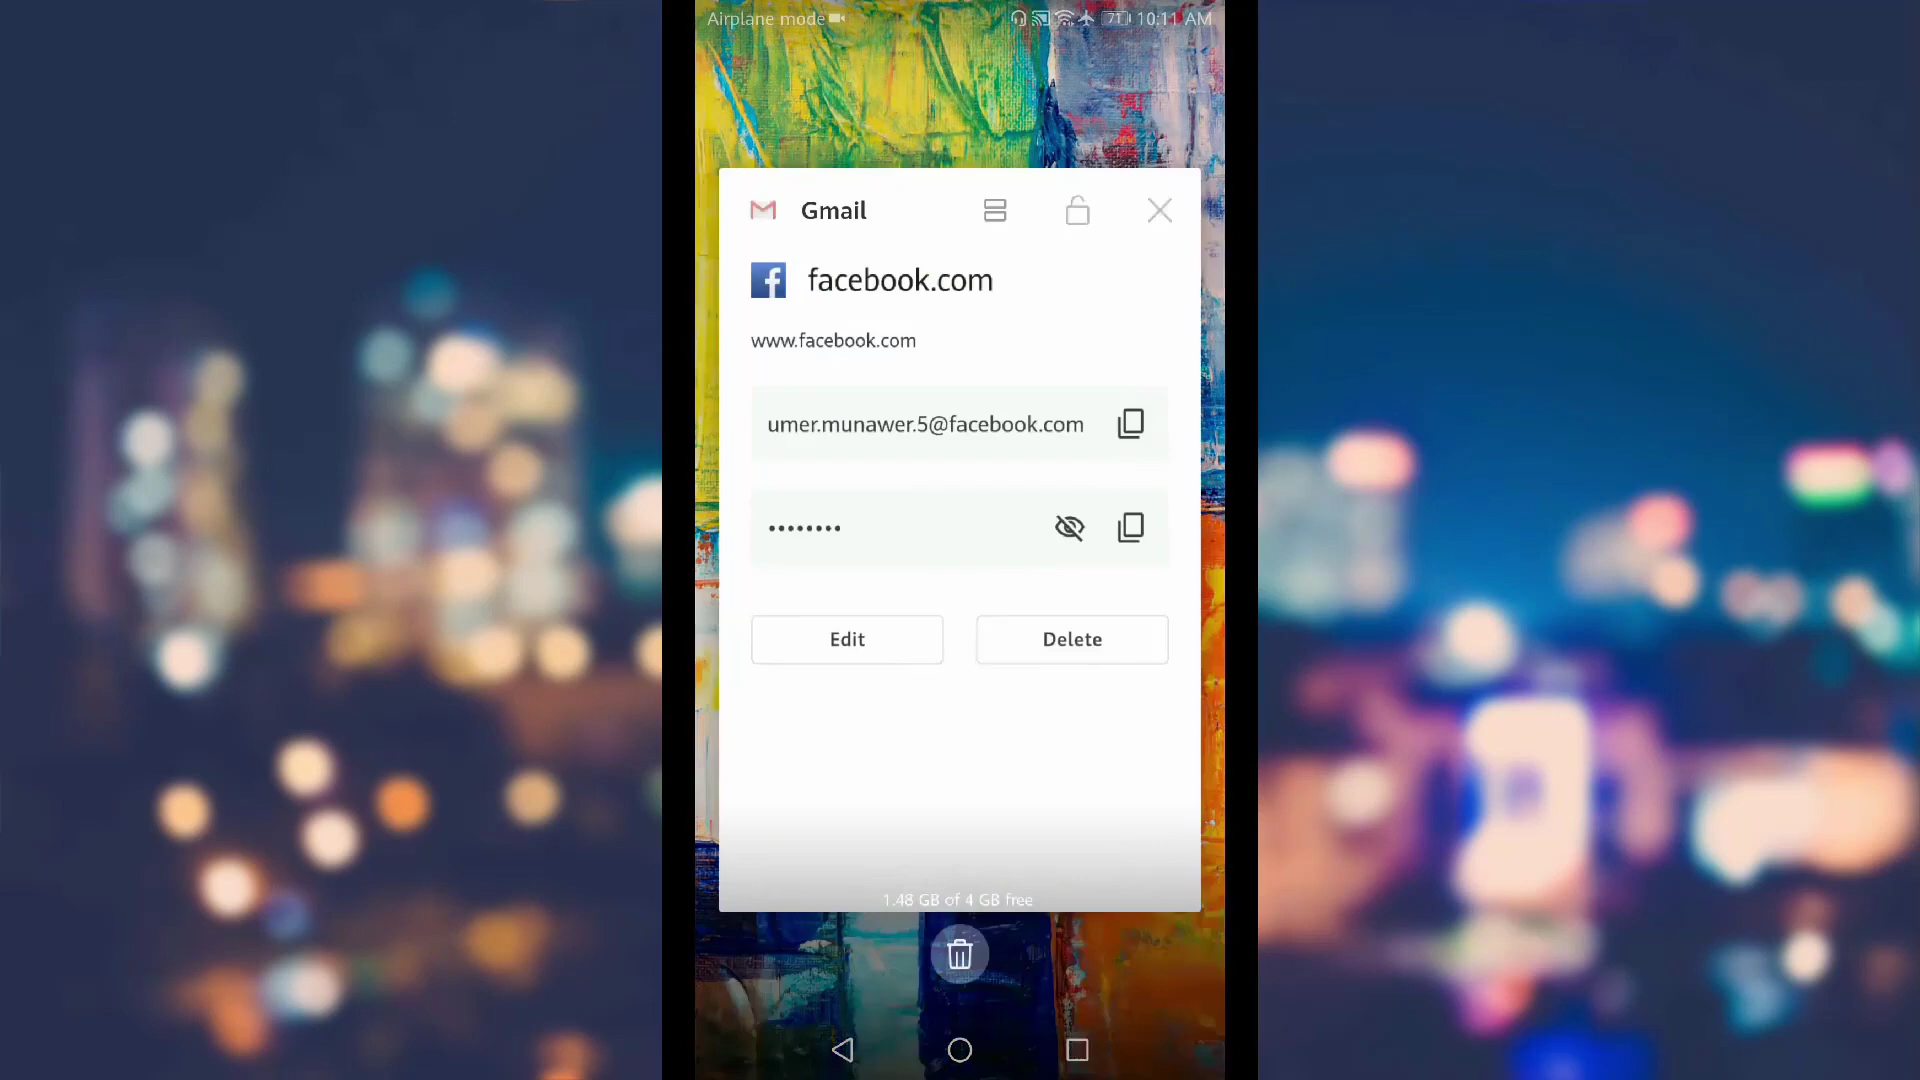 Airplane mode 71 10:11 AM
Gmail
facebook.com
www.facebook.com
umer.munawer.5@facebook.com
••••••••
Edit Delete
1.48 GB of 4 GB free